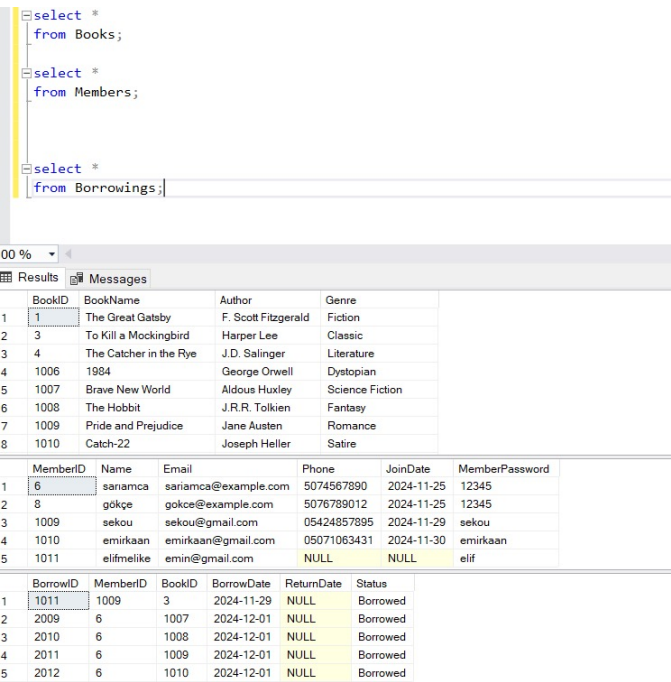 select *
from Books;
select *
from Members;
select *
from Borrowings;
00 %
Results Messages
BookID BookName Author Genre
1 1 The Great Gatsby F. Scott Fitzgerald Fiction
2 3 To Kill a Mockingbird Harper Lee Classic
3 4 The Catcher in the Rye J.D. Salinger Literature
4 1006 1984 George Orwell Dystopian
5 1007 Brave New World Aldous Huxley Science Fiction
6 1008 The Hobbit J.R.R. Tolkien Fantasy
7 1009 Pride and Prejudice Jane Austen Romance
8 1010 Catch-22 Joseph Heller Satire
MemberID Name Email Phone JoinDate MemberPassword
1 6 sarıamca sariamca@example.com 5074567890 2024-11-25 12345
2 8 gökçe gokce@example.com 5076789012 2024-11-25 12345
3 1009 sekou sekou@gmail.com 05424857895 2024-11-29 sekou
4 1010 emirkaan emirkaan@gmail.com 05071063431 2024-11-30 emirkaan
5 1011 elifmelike emin@gmail.com NULL NULL elif
BorrowID MemberID BookID BorrowDate ReturnDate Status
1 1011 1009 3 2024-11-29 NULL Borrowed
2 2009 6 1007 2024-12-01 NULL Borrowed
3 2010 6 1008 2024-12-01 NULL Borrowed
4 2011 6 1009 2024-12-01 NULL Borrowed
5 2012 6 1010 2024-12-01 NULL Borrowed